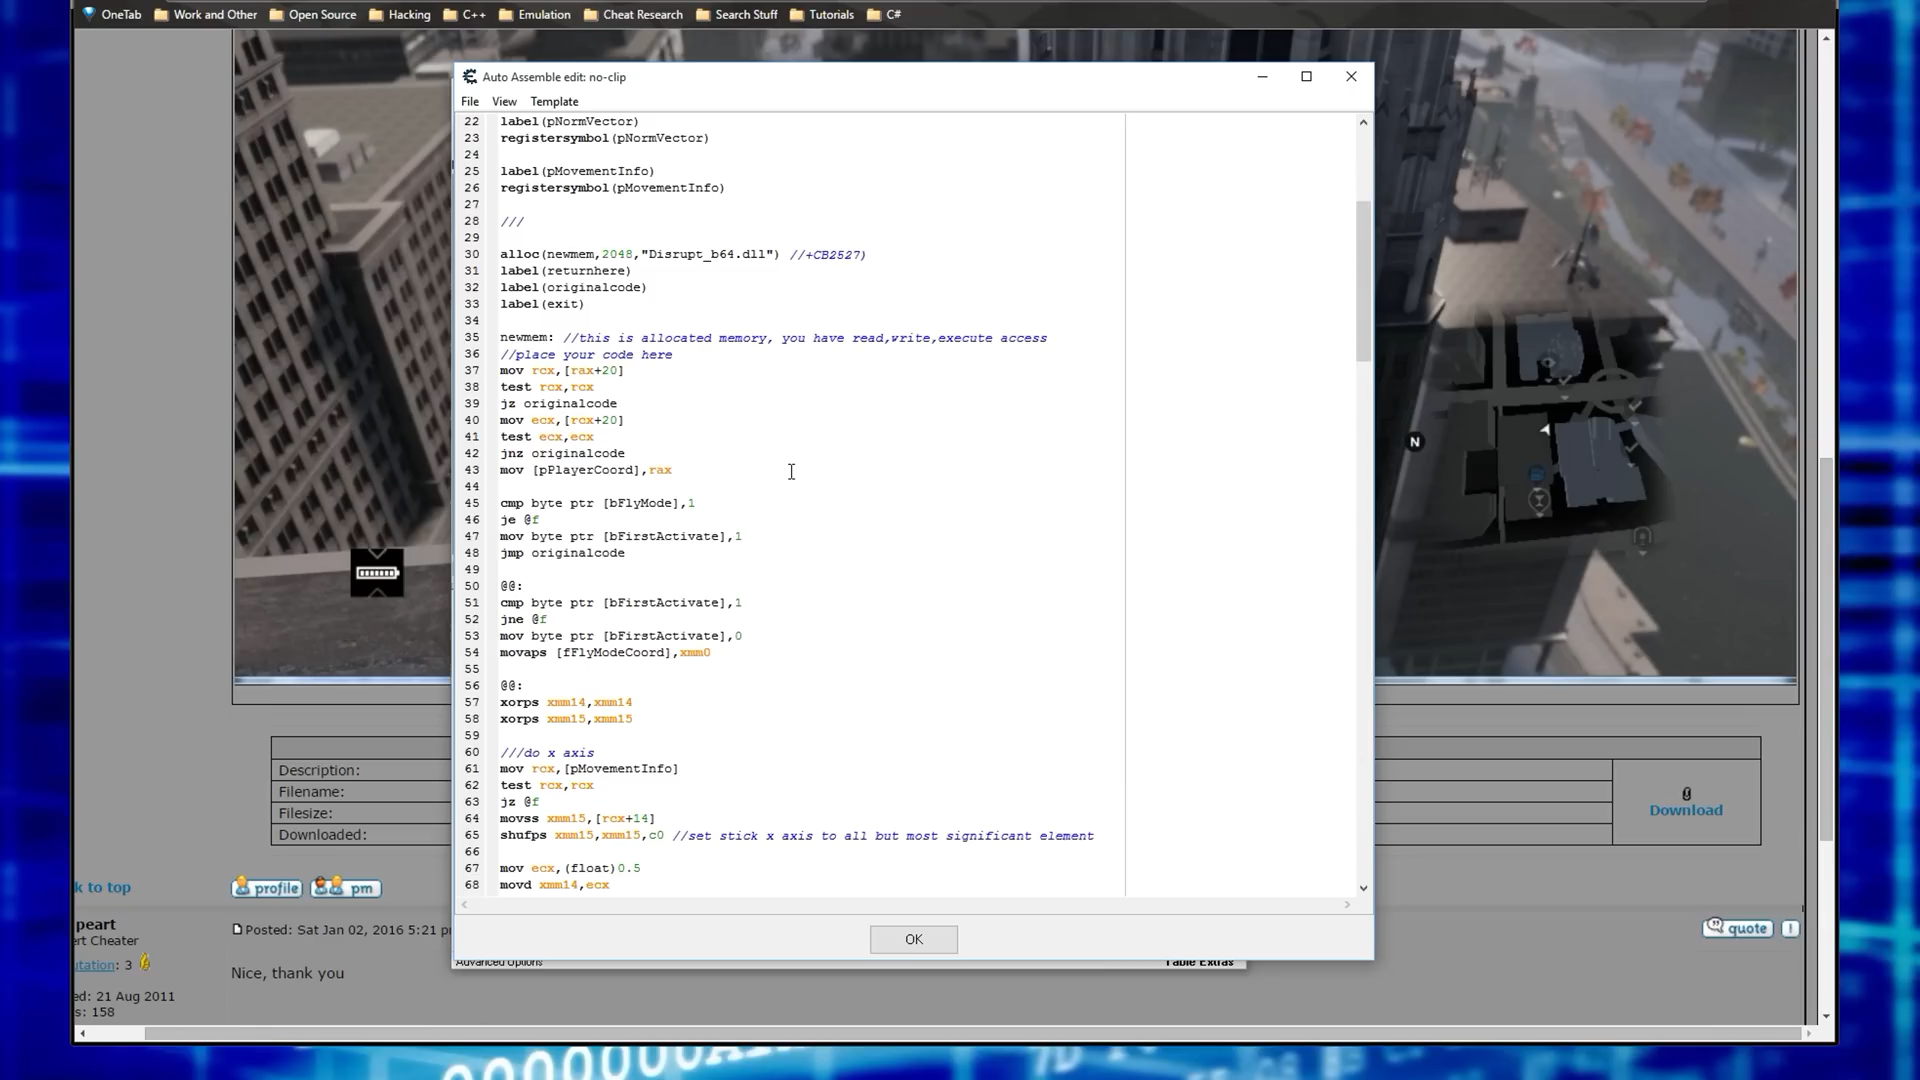 OneTab Work and Other Open Source Hacking C++ Emulation Cheat Research Search Stuff Tutorials C#
Auto Assemble edit: no-clip
File View Template
22 label(pNormVector)
23 registersymbol(pNormVector)
24
25 label(pMovementInfo)
26 registersymbol(pMovementInfo)
27
28 ///
29
30 alloc(newmem,2048,"Disrupt_b64.dll") //+CB2527)
31 label(returnhere)
32 label(originalcode)
33 label(exit)
34
35 newmem: //this is allocated memory, you have read,write,execute access
36 //place your code here
37 mov rcx,[rax+20]
38 test rcx,rcx
39 jz originalcode
40 mov ecx,[rcx+20]
41 test ecx,ecx
42 jnz originalcode
43 mov [pPlayerCoord],rax
44
45 cmp byte ptr [bFlyMode],1
46 je @f
47 mov byte ptr [bFirstActivate],1
48 jmp originalcode
49
50 @@:
51 cmp byte ptr [bFirstActivate],1
52 jne @f
53 mov byte ptr [bFirstActivate],0
54 movaps [fFlyModeCoord],xmm0
55
56 @@:
57 xorps xmm14,xmm14
58 xorps xmm15,xmm15
59
60 ///do x axis
61 mov rcx,[pMovementInfo]
62 test rcx,rcx
63 jz @f
64 movss xmm15,[rcx+14]
65 shufps xmm15,xmm15,c0 //set stick x axis to all but most significant element
66
67 mov ecx,(float)0.5
68 movd xmm14,ecx
OK
Advanced Options Table Extras
N
Description:
Filename:
Filesize:
Downloaded:
Download
k to top profile pm
peart
rt Cheater
utation: 3
ed: 21 Aug 2011
s: 158
Posted: Sat Jan 02, 2016 5:21 p
quote !
Nice, thank you